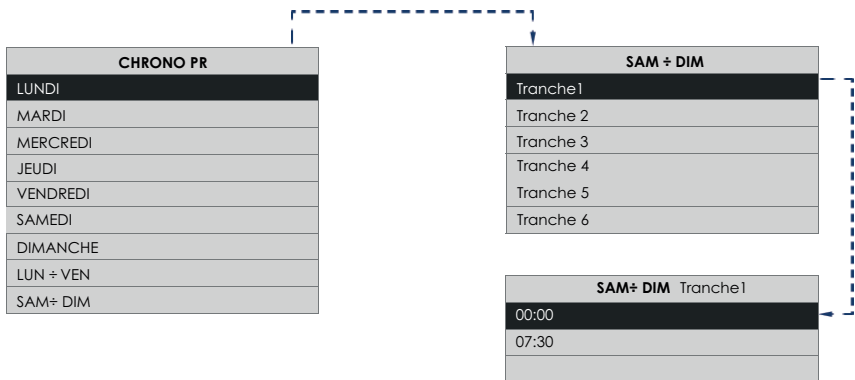 CHRONO PR
LUNDI
MARDI
MERCREDI
JEUDI
VENDREDI
SAMEDI
DIMANCHE
LUN ÷ VEN
SAM÷ DIM
SAM ÷ DIM
Tranche1
Tranche 2
Tranche 3
Tranche 4
Tranche 5
Tranche 6
SAM÷ DIM Tranche1
00:00
07:30